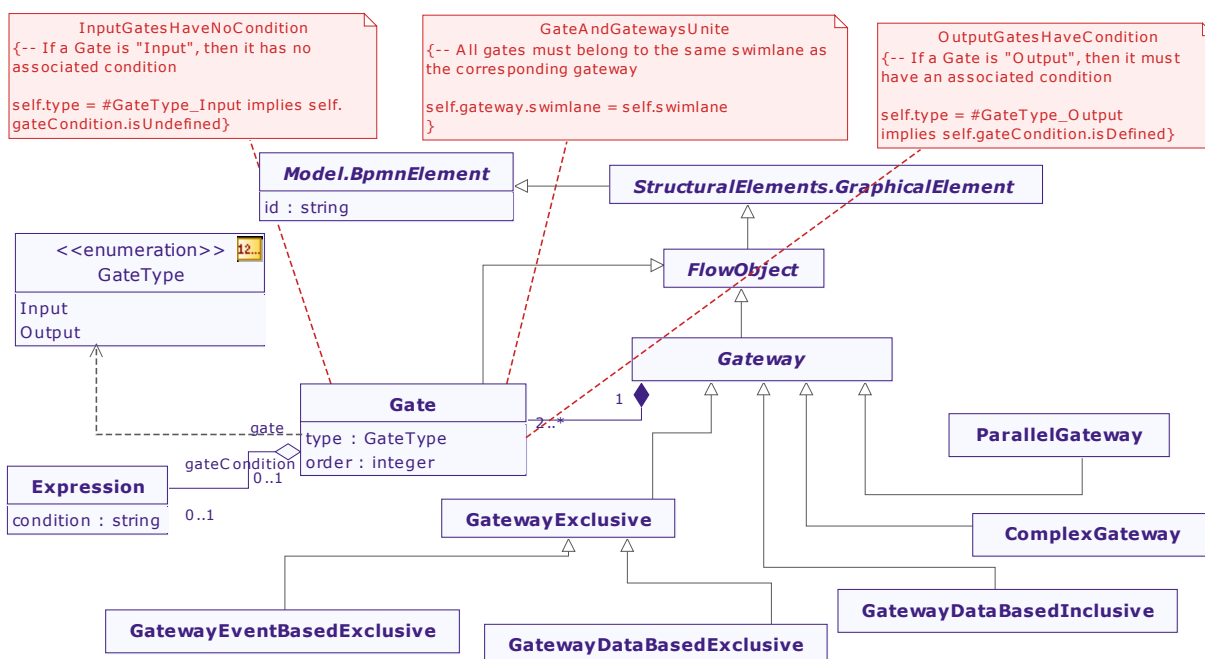 InputGatesHaveNoCondition
{-- If a Gate is "Input", then it has no
associated condition
self.type = #GateType_Input implies self.
gateCondition.isUndefined}
GateAndGatewaysUnite
{-- All gates must belong to the same swimlane as
the corresponding gateway
self.gateway.swimlane = self.swimlane
}
OutputGatesHaveCondition
{-- If a Gate is "Output", then it must
have an associated condition
self.type = #GateType_Output
implies self.gateCondition.isDefined}
Model.BpmnElement
id : string
StructuralElements.GraphicalElement
<<enumeration>>
12...
GateType
Input
Output
FlowObject
Gateway
1
2..*
Gate
type : GateType
order : integer
gate
gateCondition
0..1
0..1
Expression
condition : string
ParallelGateway
GatewayExclusive
ComplexGateway
GatewayDataBasedInclusive
GatewayEventBasedExclusive
GatewayDataBasedExclusive